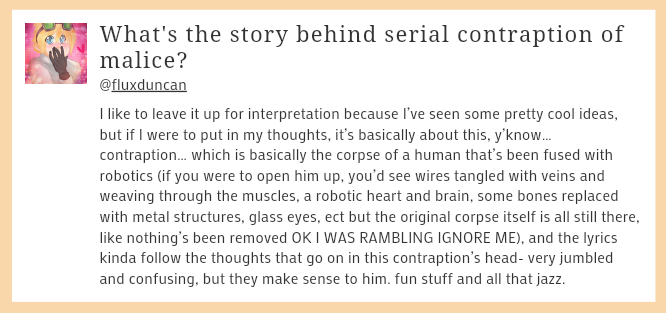 What's the story behind serial contraption of
malice?
@fluxduncan
I like to leave it up for interpretation because I've seen some pretty cool ideas,
but if I were to put in my thoughts, it's basically about this, y'know...
contraption... which is basically the corpse of a human that's been fused with
robotics (if you were to open him up, you'd see wires tangled with veins and
weaving through the muscles, a robotic heart and brain, some bones replaced
with metal structures, glass eyes, ect but the original corpse itself is all still there,
like nothing's been removed OK I WAS RAMBLING IGNORE ME), and the lyrics
kinda follow the thoughts that go on in this contraption's head- very jumbled
and confusing, but they make sense to him. fun stuff and all that jazz.